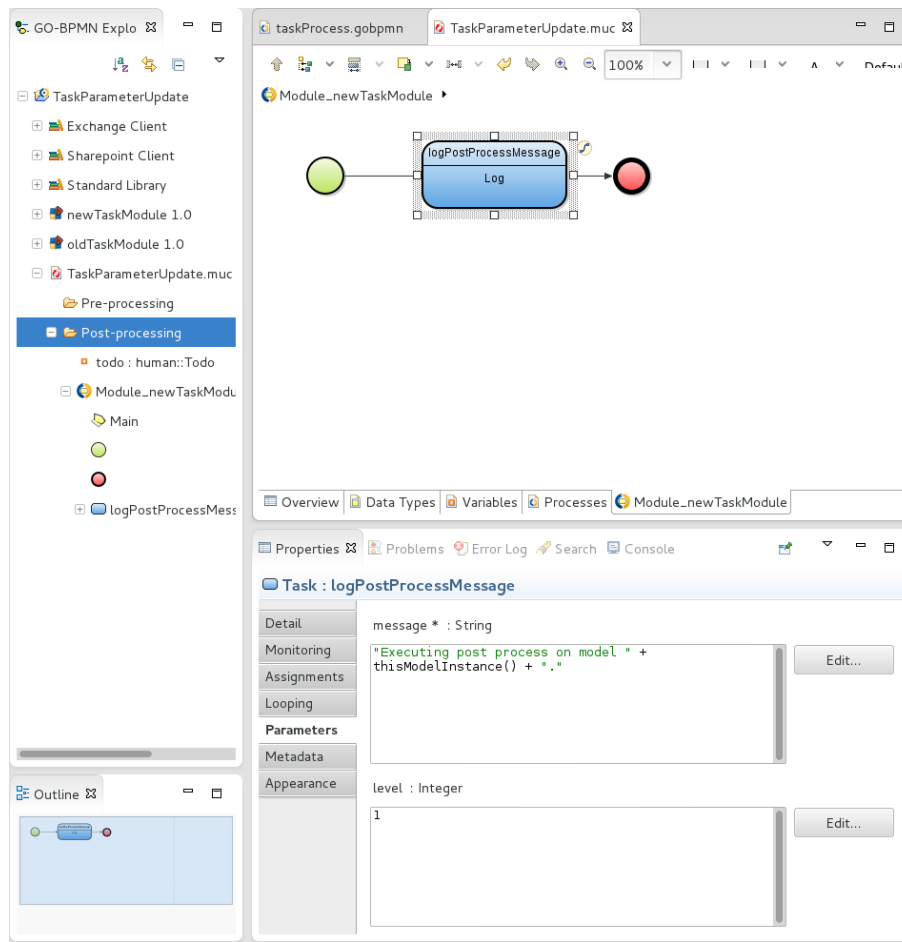 GO-BPMN Explo
TaskParameterUpdate
Exchange Client
Sharepoint Client
Standard Library
newTaskModule 1.0
oldTaskModule 1.0
TaskParameterUpdate.muc
Pre-processing
Post-processing
todo : human::Todo
Module_newTaskModu
Main
logPostProcessMess
Outline
taskProcess.gobpmn
TaskParameterUpdate.muc
100%
A
Defau
Module_newTaskModule
logPostProcessMessage
Log
Overview
Data Types
Variables
Processes
Module_newTaskModule
Properties
Problems
Error Log
Search
Console
Task : logPostProcessMessage
Detail
Monitoring
Assignments
Looping
Parameters
Metadata
Appearance
message * : String
"Executing post process on model " +
thisModelInstance() + "."
Edit...
level : Integer
1
Edit...